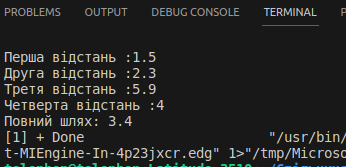 PROBLEMS OUTPUT DEBUG CONSOLE TERMINAL
Перша відстань :1.5
Друга відстань :2.3
Третя відстань :5.9
Четверта відстань :4
Повний шлях: 3.4
[1] + Done "/usr/bin/
t-MIEngine-In-4p23jxcr.edg" 1>"/tmp/Microso